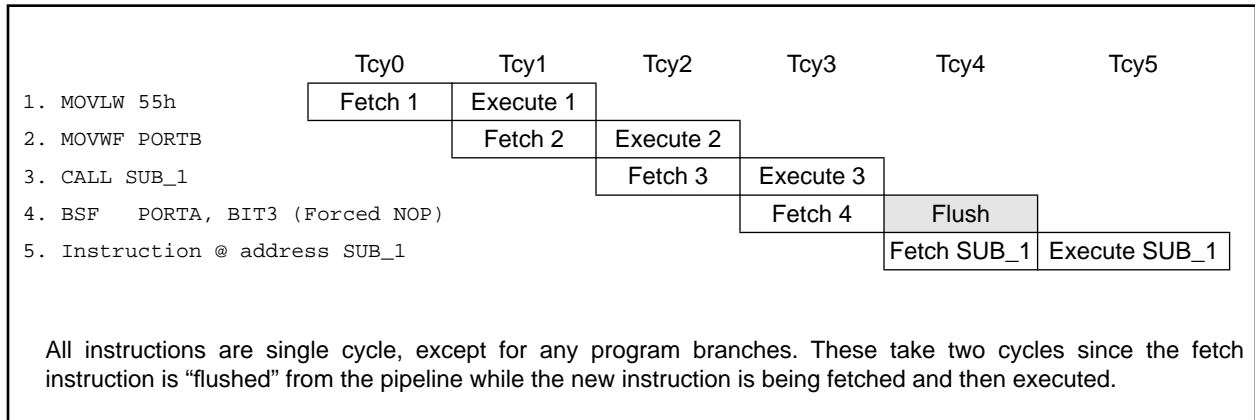 Tcy0 Tcy1 Tcy2 Tcy3 Tcy4 Tcy5
1. MOVLW 55h Fetch 1 Execute 1
2. MOVWF PORTB Fetch 2 Execute 2
3. CALL SUB_1 Fetch 3 Execute 3
4. BSF PORTA, BIT3 (Forced NOP) Fetch 4 Flush
5. Instruction @ address SUB_1 Fetch SUB_1 Execute SUB_1
All instructions are single cycle, except for any program branches. These take two cycles since the fetch
instruction is “flushed” from the pipeline while the new instruction is being fetched and then executed.